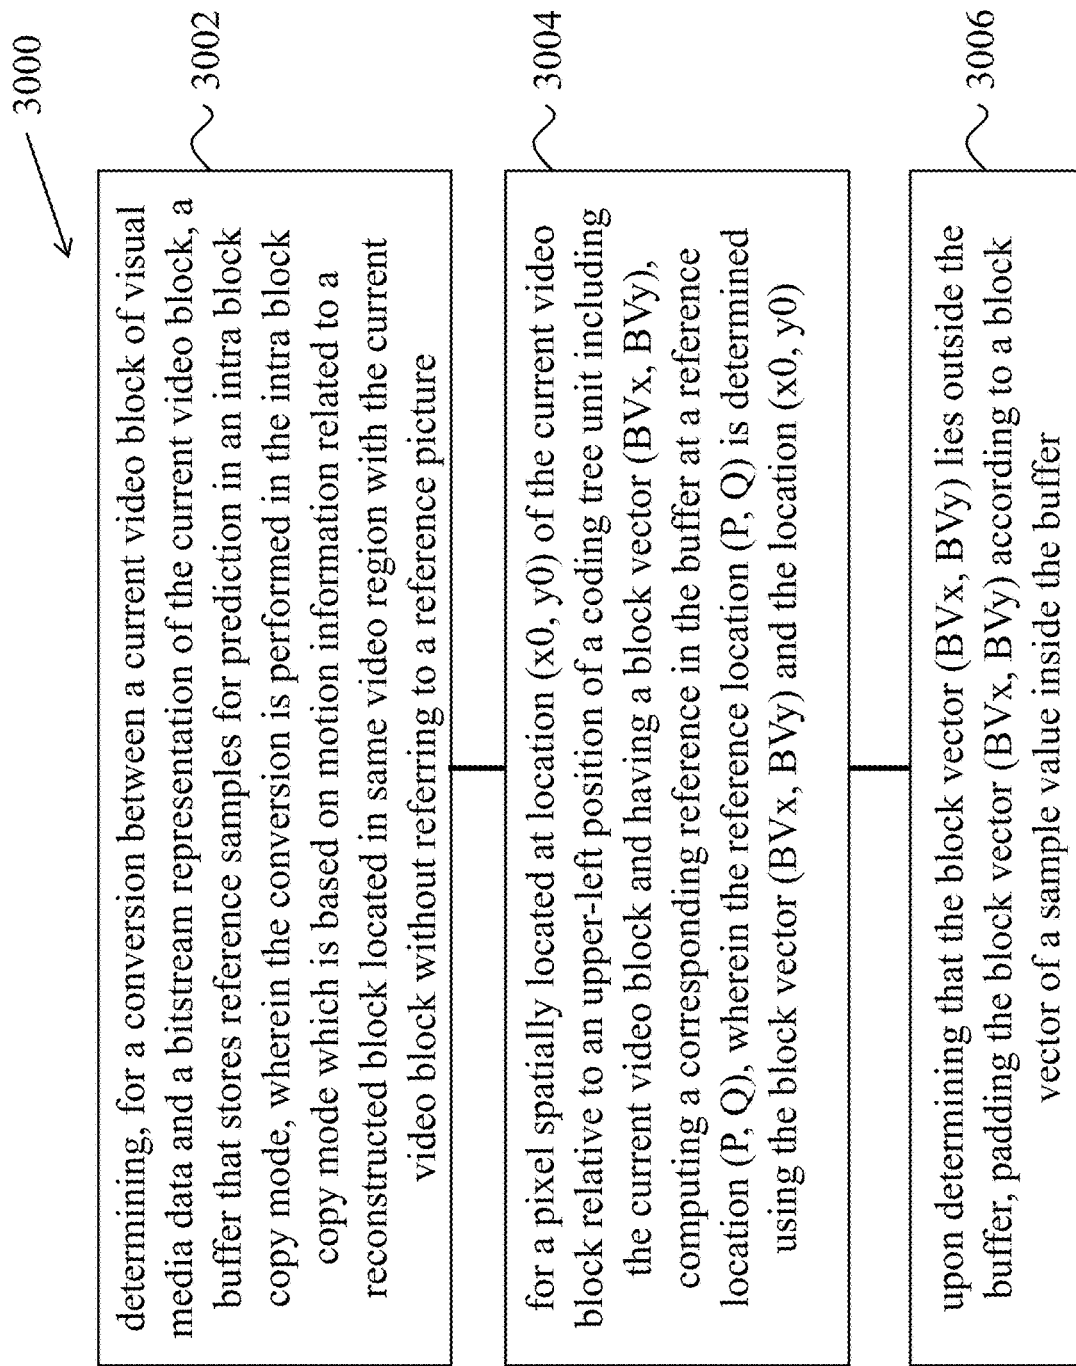 3000
3002
determining, for a conversion between a current video block of visual
media data and a bitstream representation of the current video block, a
buffer that stores reference samples for prediction in an intra block
copy mode, wherein the conversion is performed in the intra block
copy mode which is based on motion information related to a
reconstructed block located in same video region with the current
video block without referring to a reference picture
3004
for a pixel spatially located at location (x0, y0) of the current video
block relative to an upper-left position of a coding tree unit including
the current video block and having a block vector (BVx, BVy),
computing a corresponding reference in the buffer at a reference
location (P, Q), wherein the reference location (P, Q) is determined
using the block vector (BVx, BVy) and the location (x0, y0)
3006
upon determining that the block vector (BVx, BVy) lies outside the
buffer, padding the block vector (BVx, BVy) according to a block
vector of a sample value inside the buffer